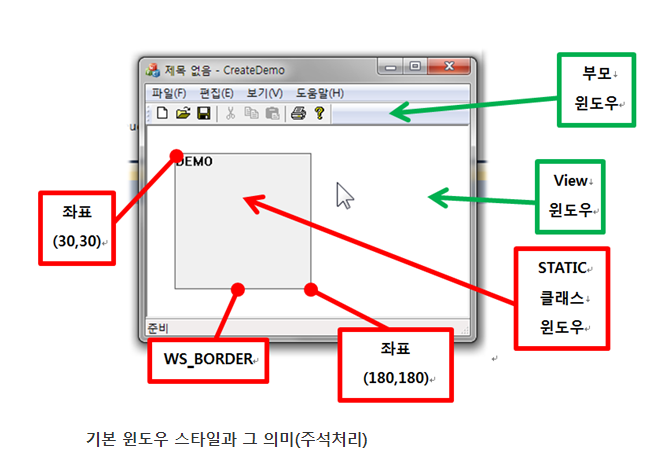 제목 없음 - CreateDemo
파일(F) 편집(E) 보기(V) 도움말(H)
부모
윈도우
DEMO
View
윈도우
좌표
(30,30)
STATIC
클래스
윈도우
준비
WS_BORDER
좌표
(180,180)
기본 윈도우 스타일과 그 의미(주석처리)